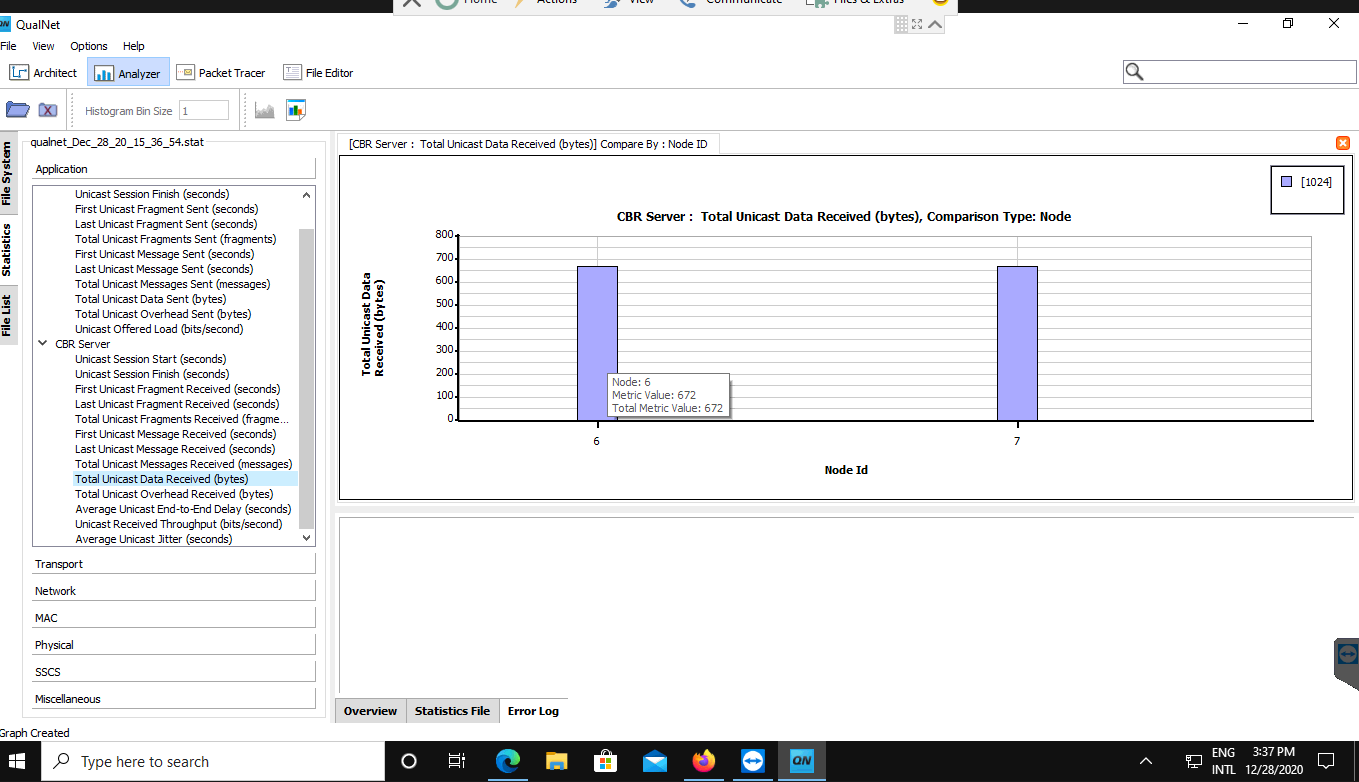 Home Actions View Communicate Files & Extras
QN QualNet
File View Options Help
Architect Analyzer Packet Tracer File Editor
Histogram Bin Size 1
File System
Statistics
File List
qualnet_Dec_28_20_15_36_54.stat
Application
Unicast Session Finish (seconds)
First Unicast Fragment Sent (seconds)
Last Unicast Fragment Sent (seconds)
Total Unicast Fragments Sent (fragments)
First Unicast Message Sent (seconds)
Last Unicast Message Sent (seconds)
Total Unicast Messages Sent (messages)
Total Unicast Data Sent (bytes)
Total Unicast Overhead Sent (bytes)
Unicast Offered Load (bits/second)
CBR Server
Unicast Session Start (seconds)
Unicast Session Finish (seconds)
First Unicast Fragment Received (seconds)
Last Unicast Fragment Received (seconds)
Total Unicast Fragments Received (fragme...
First Unicast Message Received (seconds)
Last Unicast Message Received (seconds)
Total Unicast Messages Received (messages)
Total Unicast Data Received (bytes)
Total Unicast Overhead Received (bytes)
Average Unicast End-to-End Delay (seconds)
Unicast Received Throughput (bits/second)
Average Unicast Jitter (seconds)
Transport
Network
MAC
Physical
SSCS
Miscellaneous
[CBR Server : Total Unicast Data Received (bytes)] Compare By : Node ID
[1024]
CBR Server : Total Unicast Data Received (bytes), Comparison Type: Node
Total Unicast Data
Received (bytes)
800
700
600
500
400
300
200
100
0
Node: 6
Metric Value: 672
Total Metric Value: 672
6 7
Node Id
Overview Statistics File Error Log
Graph Created
Type here to search
QN
ENG 3:37 PM
INTL 12/28/2020